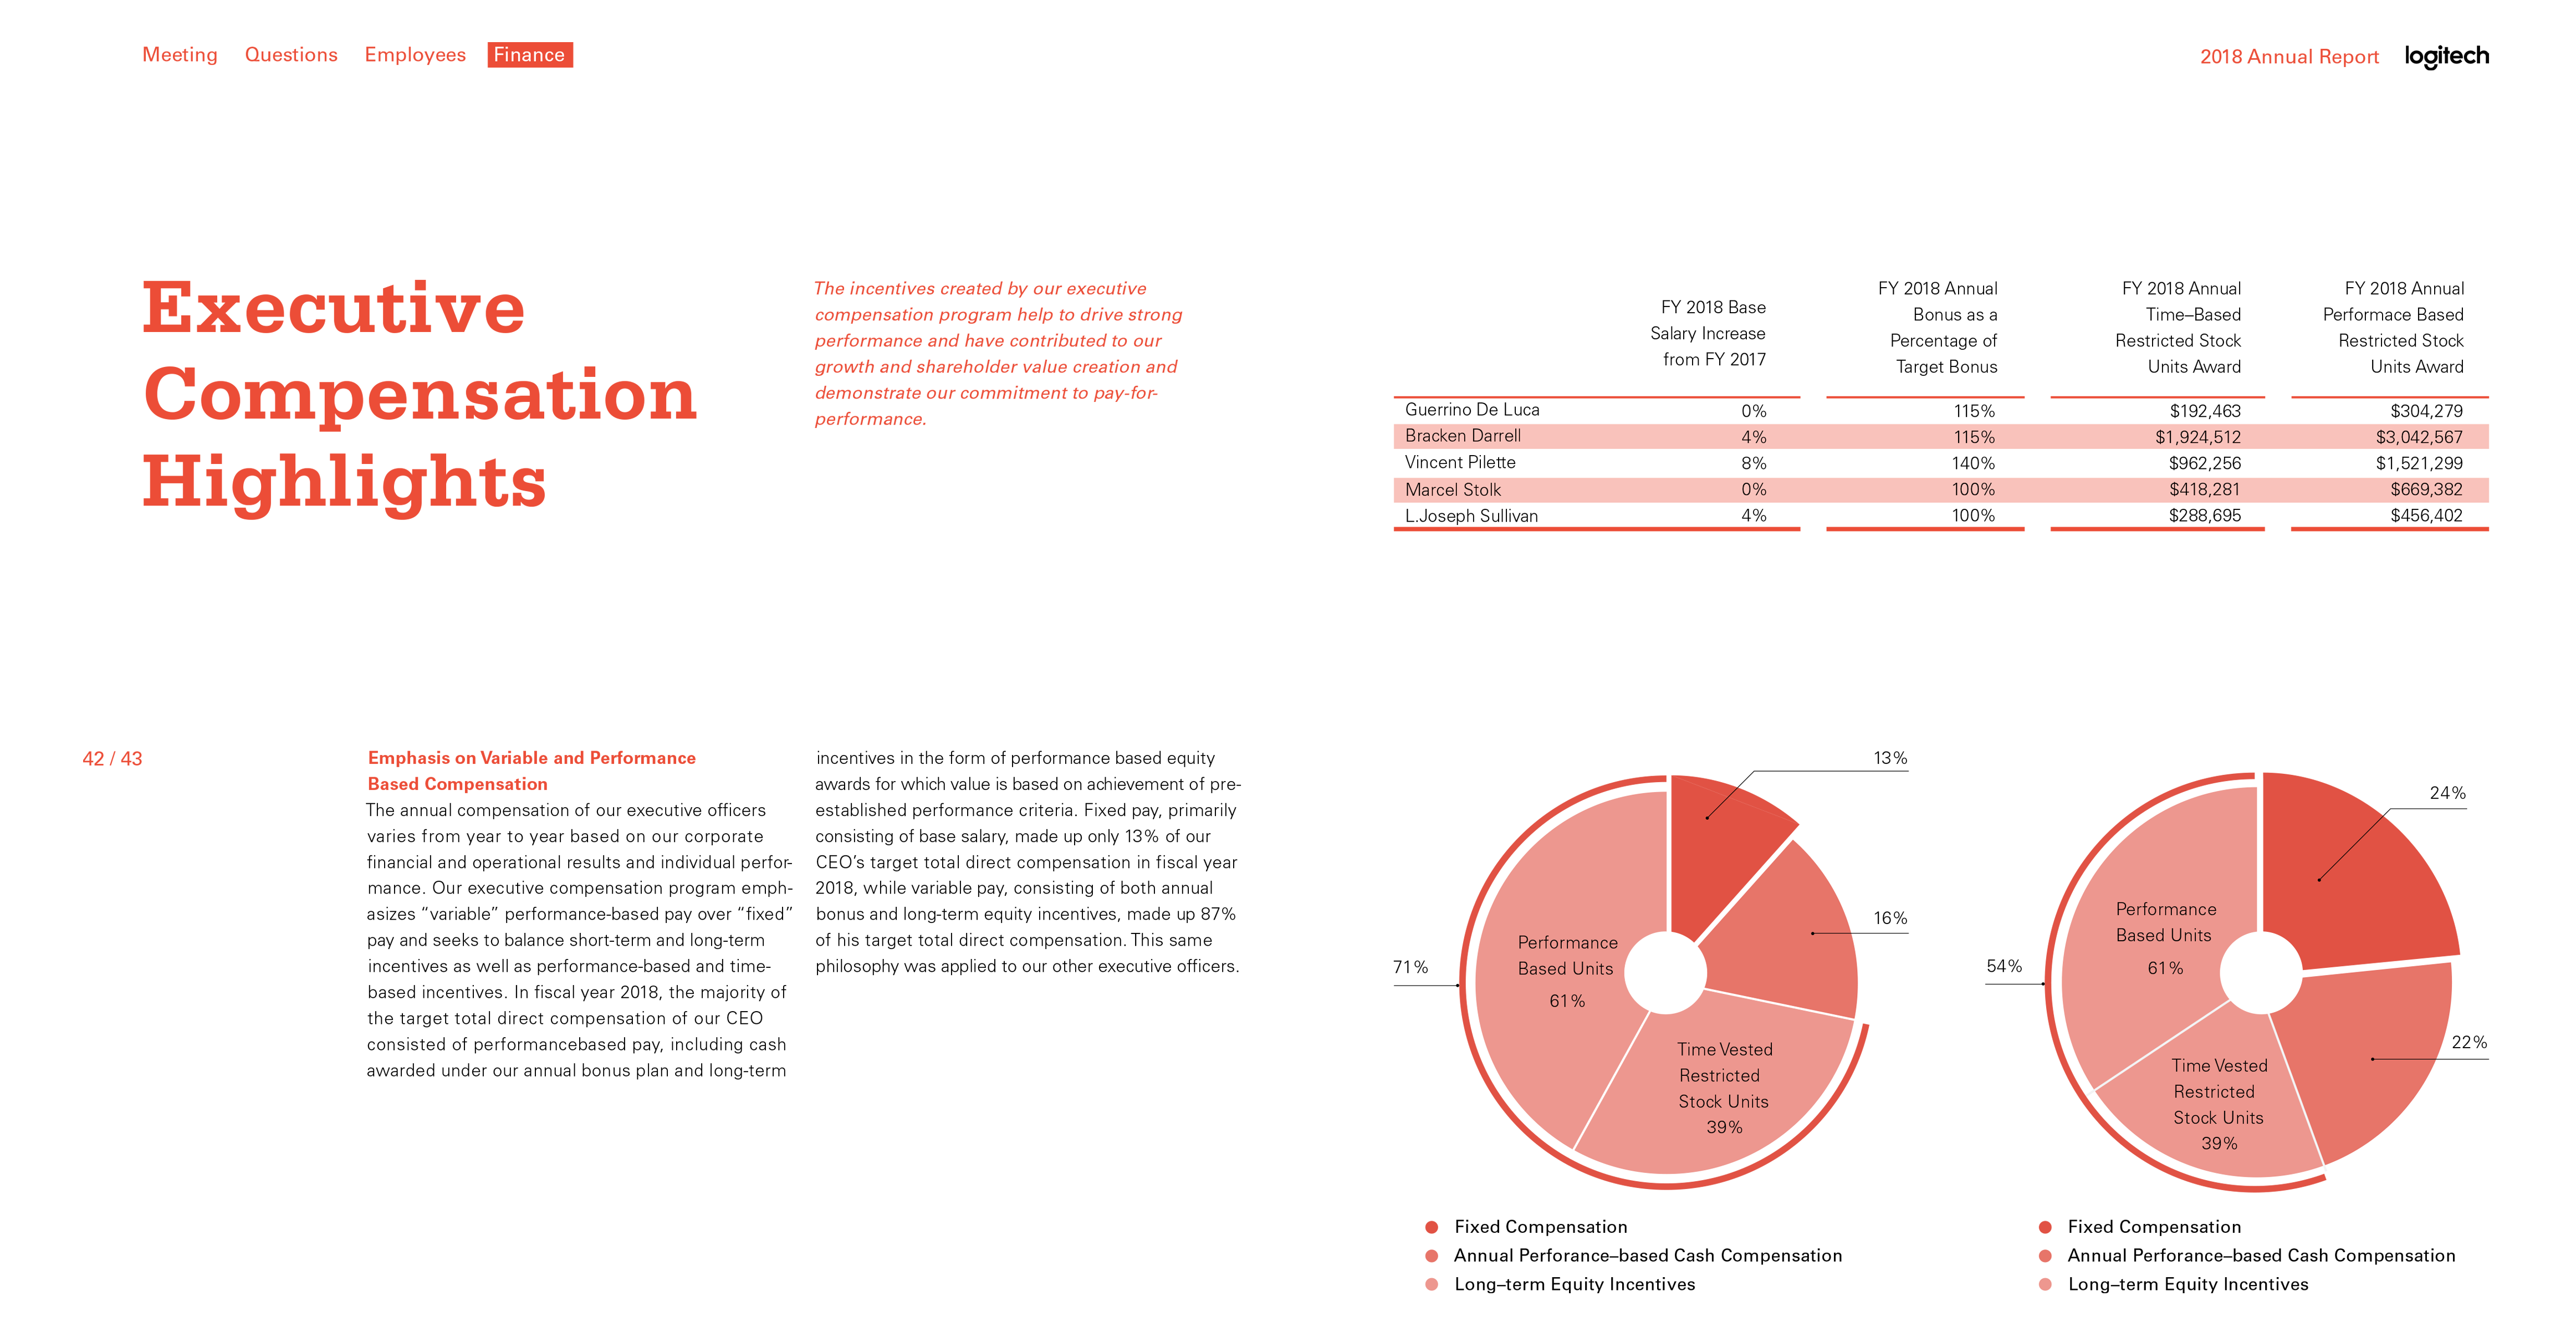 Meeting Questions Employees Finance
2018 Annual Report logitech
Executive
Compensation
Highlights
The incentives created by our executive
compensation program help to drive strong
performance and have contributed to our
growth and shareholder value creation and
demonstrate our commitment to pay-for-
performance.
FY 2018 Base
Salary Increase
from FY 2017
FY 2018 Annual
Bonus as a
Percentage of
Target Bonus
FY 2018 Annual
Time–Based
Restricted Stock
Units Award
FY 2018 Annual
Performace Based
Restricted Stock
Units Award
Guerrino De Luca 0% 115% $192,463 $304,279
Bracken Darrell 4% 115% $1,924,512 $3,042,567
Vincent Pilette 8% 140% $962,256 $1,521,299
Marcel Stolk 0% 100% $418,281 $669,382
L.Joseph Sullivan 4% 100% $288,695 $456,402
42 / 43
Emphasis on Variable and Performance
Based Compensation
The annual compensation of our executive officers
varies from year to year based on our corporate
financial and operational results and individual perfor-
mance. Our executive compensation program emph-
asizes “variable” performance-based pay over “fixed”
pay and seeks to balance short-term and long-term
incentives as well as performance-based and time-
based incentives. In fiscal year 2018, the majority of
the target total direct compensation of our CEO
consisted of performancebased pay, including cash
awarded under our annual bonus plan and long-term
incentives in the form of performance based equity
awards for which value is based on achievement of pre-
established performance criteria. Fixed pay, primarily
consisting of base salary, made up only 13% of our
CEO’s target total direct compensation in fiscal year
2018, while variable pay, consisting of both annual
bonus and long-term equity incentives, made up 87%
of his target total direct compensation. This same
philosophy was applied to our other executive officers.
13%
16%
71%
Performance
Based Units
61%
Time Vested
Restricted
Stock Units
39%
Fixed Compensation
Annual Perforance–based Cash Compensation
Long–term Equity Incentives
24%
22%
54%
Performance
Based Units
61%
Time Vested
Restricted
Stock Units
39%
Fixed Compensation
Annual Perforance–based Cash Compensation
Long–term Equity Incentives